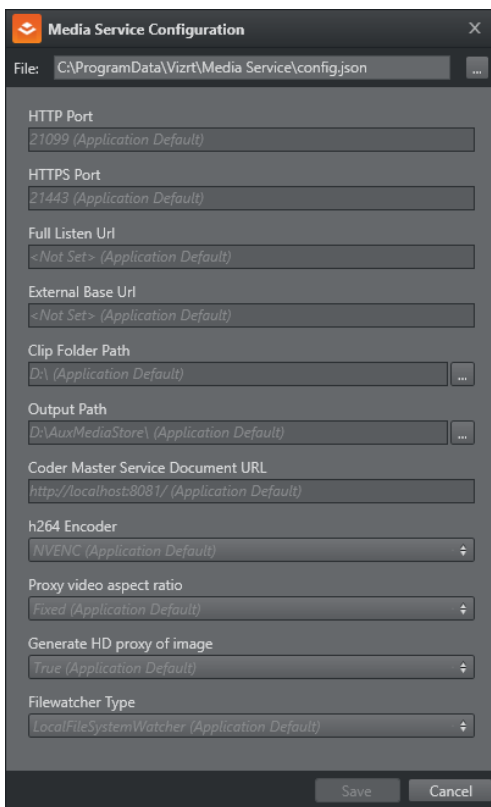 Media Service Configuration
File: C:\ProgramData\Vizrt\Media Service\config.json ...
HTTP Port
21099 (Application Default)
HTTPS Port
21443 (Application Default)
Full Listen Url
<Not Set> (Application Default)
External Base Url
<Not Set> (Application Default)
Clip Folder Path
D:\ (Application Default) ...
Output Path
D:\AuxMediaStore\ (Application Default) ...
Coder Master Service Document URL
http://localhost:8081/ (Application Default)
h264 Encoder
NVENC (Application Default)
Proxy video aspect ratio
Fixed (Application Default)
Generate HD proxy of image
True (Application Default)
Filewatcher Type
LocalFileSystemWatcher (Application Default)
Save Cancel